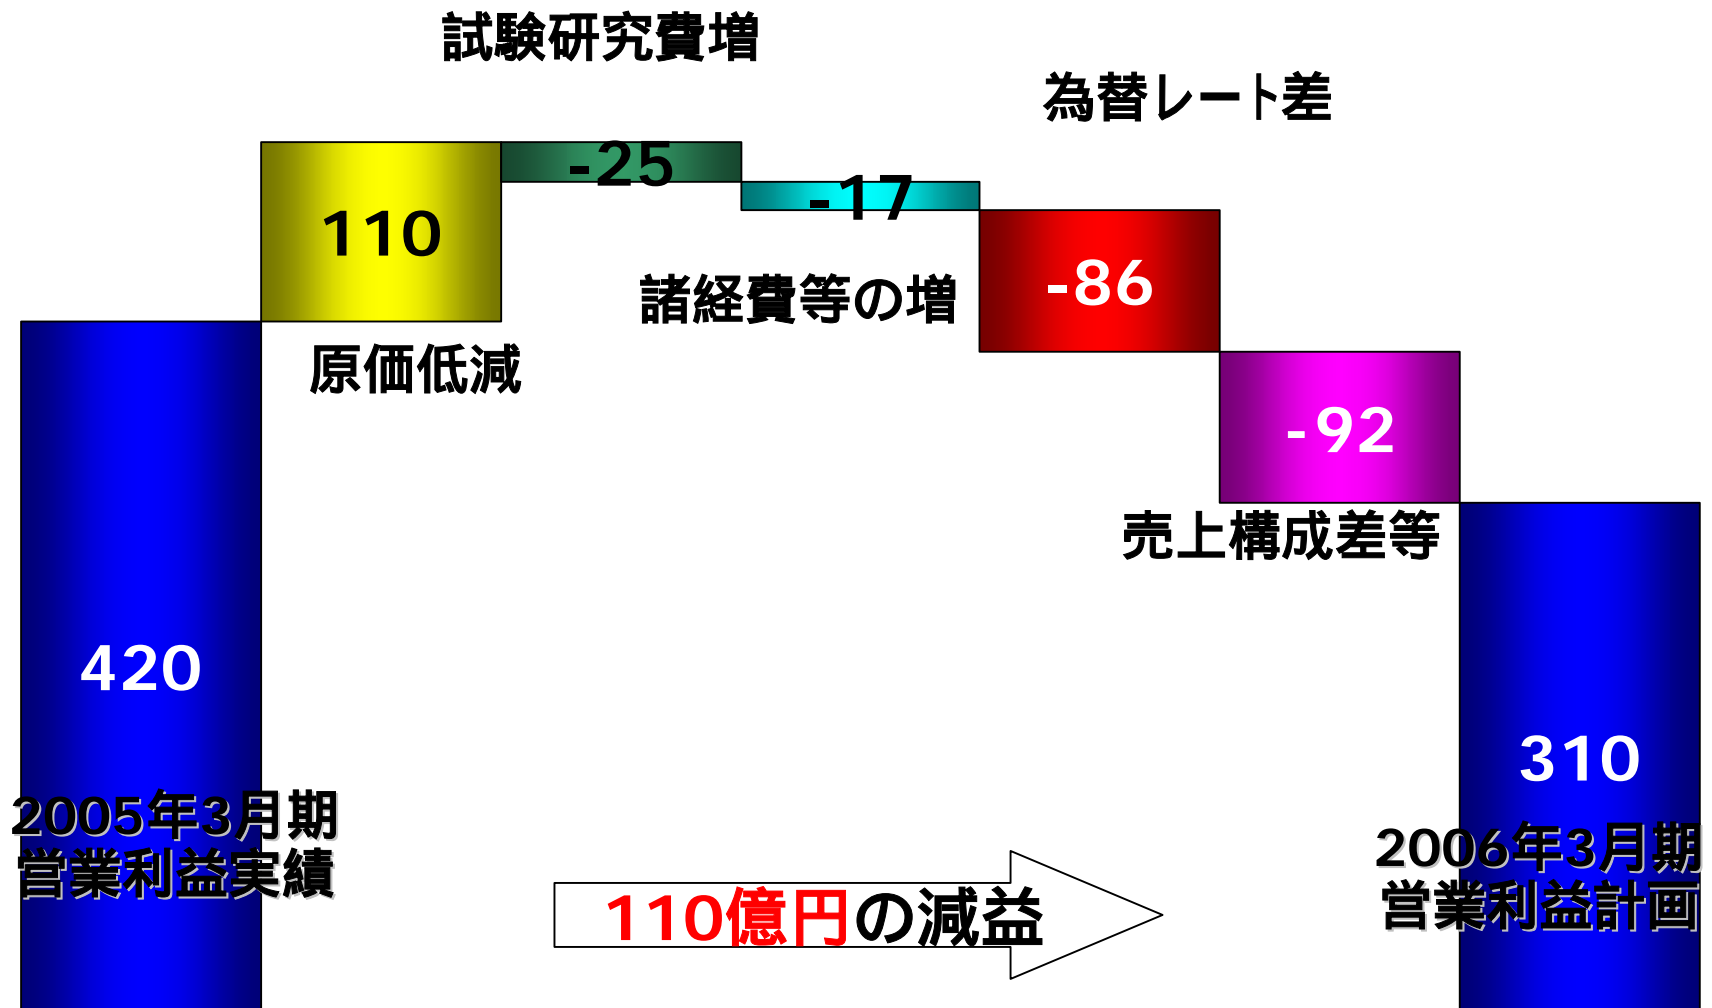 試験研究費増
為替レート差
-25
-17
110
-86
諸経費等の増
原価低減
-92
売上構成差等
420
310
2005年3月期
営業利益実績
2006年3月期
営業利益計画
110億円の減益